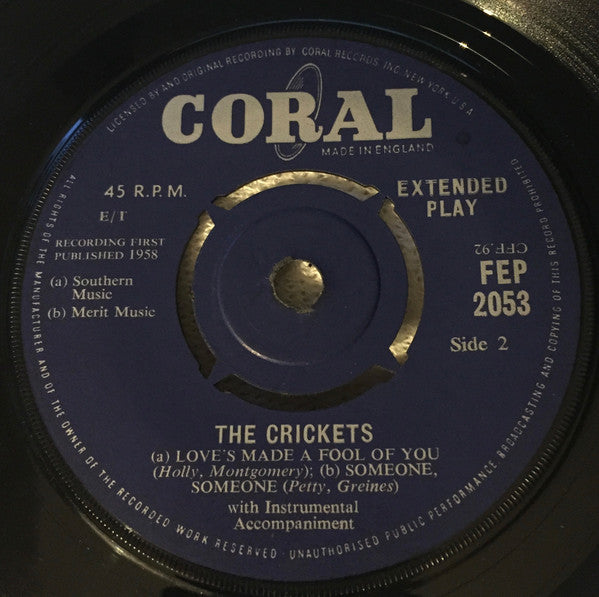 LICENSED BY AND ORIGINAL RECORDING BY CORAL RECORDS INC. NEW YORK U.S.A.
CORAL
MADE IN ENGLAND
45 R.P.M.
E/T
RECORDING FIRST
PUBLISHED 1958
(a) Southern
Music
(b) Merit Music
EXTENDED
PLAY
CFF.92
FEP
2053
Side 2
THE CRICKETS
(a) LOVE'S MADE A FOOL OF YOU
(Holly, Montgomery); (b) SOMEONE,
SOMEONE (Petty, Greines)
with Instrumental
Accompaniment
ALL RIGHTS OF THE MANUFACTURER AND OF THE OWNER OF THE RECORDED WORK RESERVED · UNAUTHORISED PUBLIC PERFORMANCE BROADCASTING AND COPYING OF THIS RECORD PROHIBITED